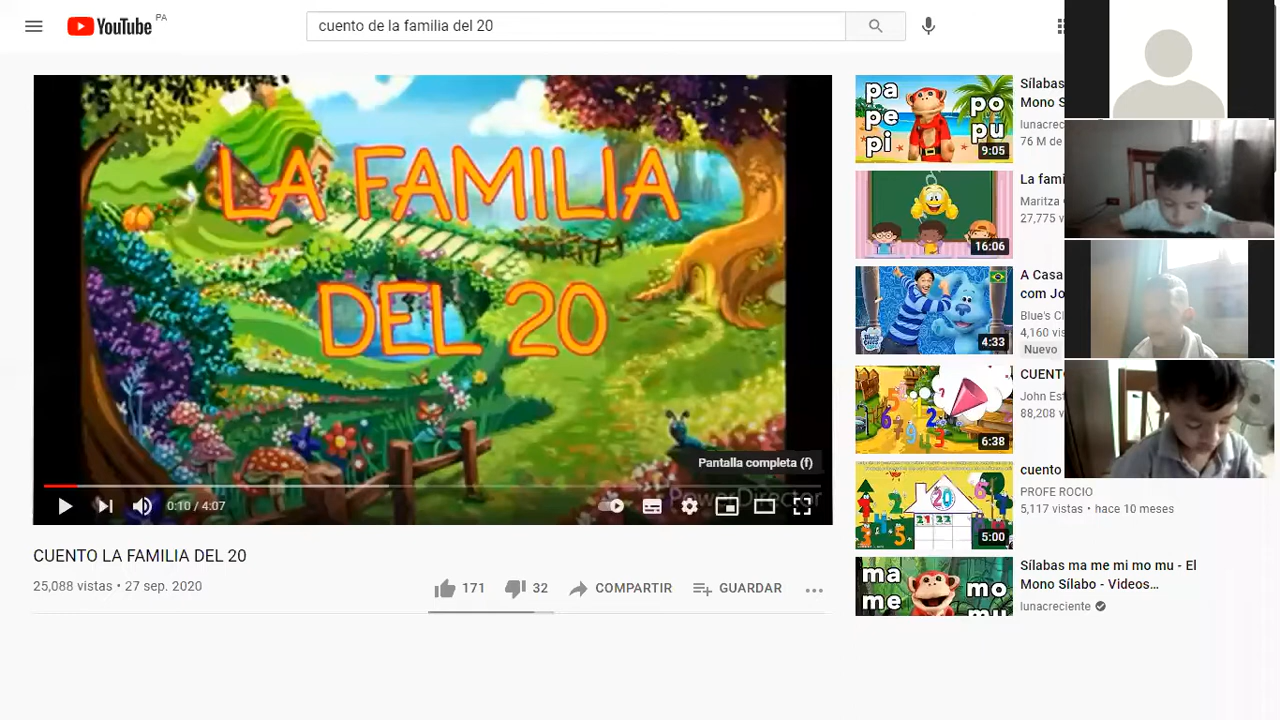 YouTube PA
cuento de la familia del 20
LA FAMILIA
DEL 20
Pantalla completa (f)
PowerDirector
0:10 / 4:07
CUENTO LA FAMILIA DEL 20
25,088 vistas • 27 sep. 2020
171
32
COMPARTIR
GUARDAR
pa
pe
pi
po
pu
9:05
Sílabas
Mono S
lunacrec
76 M de
16:06
La fami
Maritza
27,775 v
4:33
A Casa
com Jo
Blue's Cl
4,160 vis
Nuevo
6:38
CUENT
John Est
88,208 v
20
21 22
5:00
cuento
PROFE ROCIO
5,117 vistas • hace 10 meses
ma
me
mo
mu
Sílabas ma me mi mo mu - El
Mono Sílabo - Videos...
lunacreciente